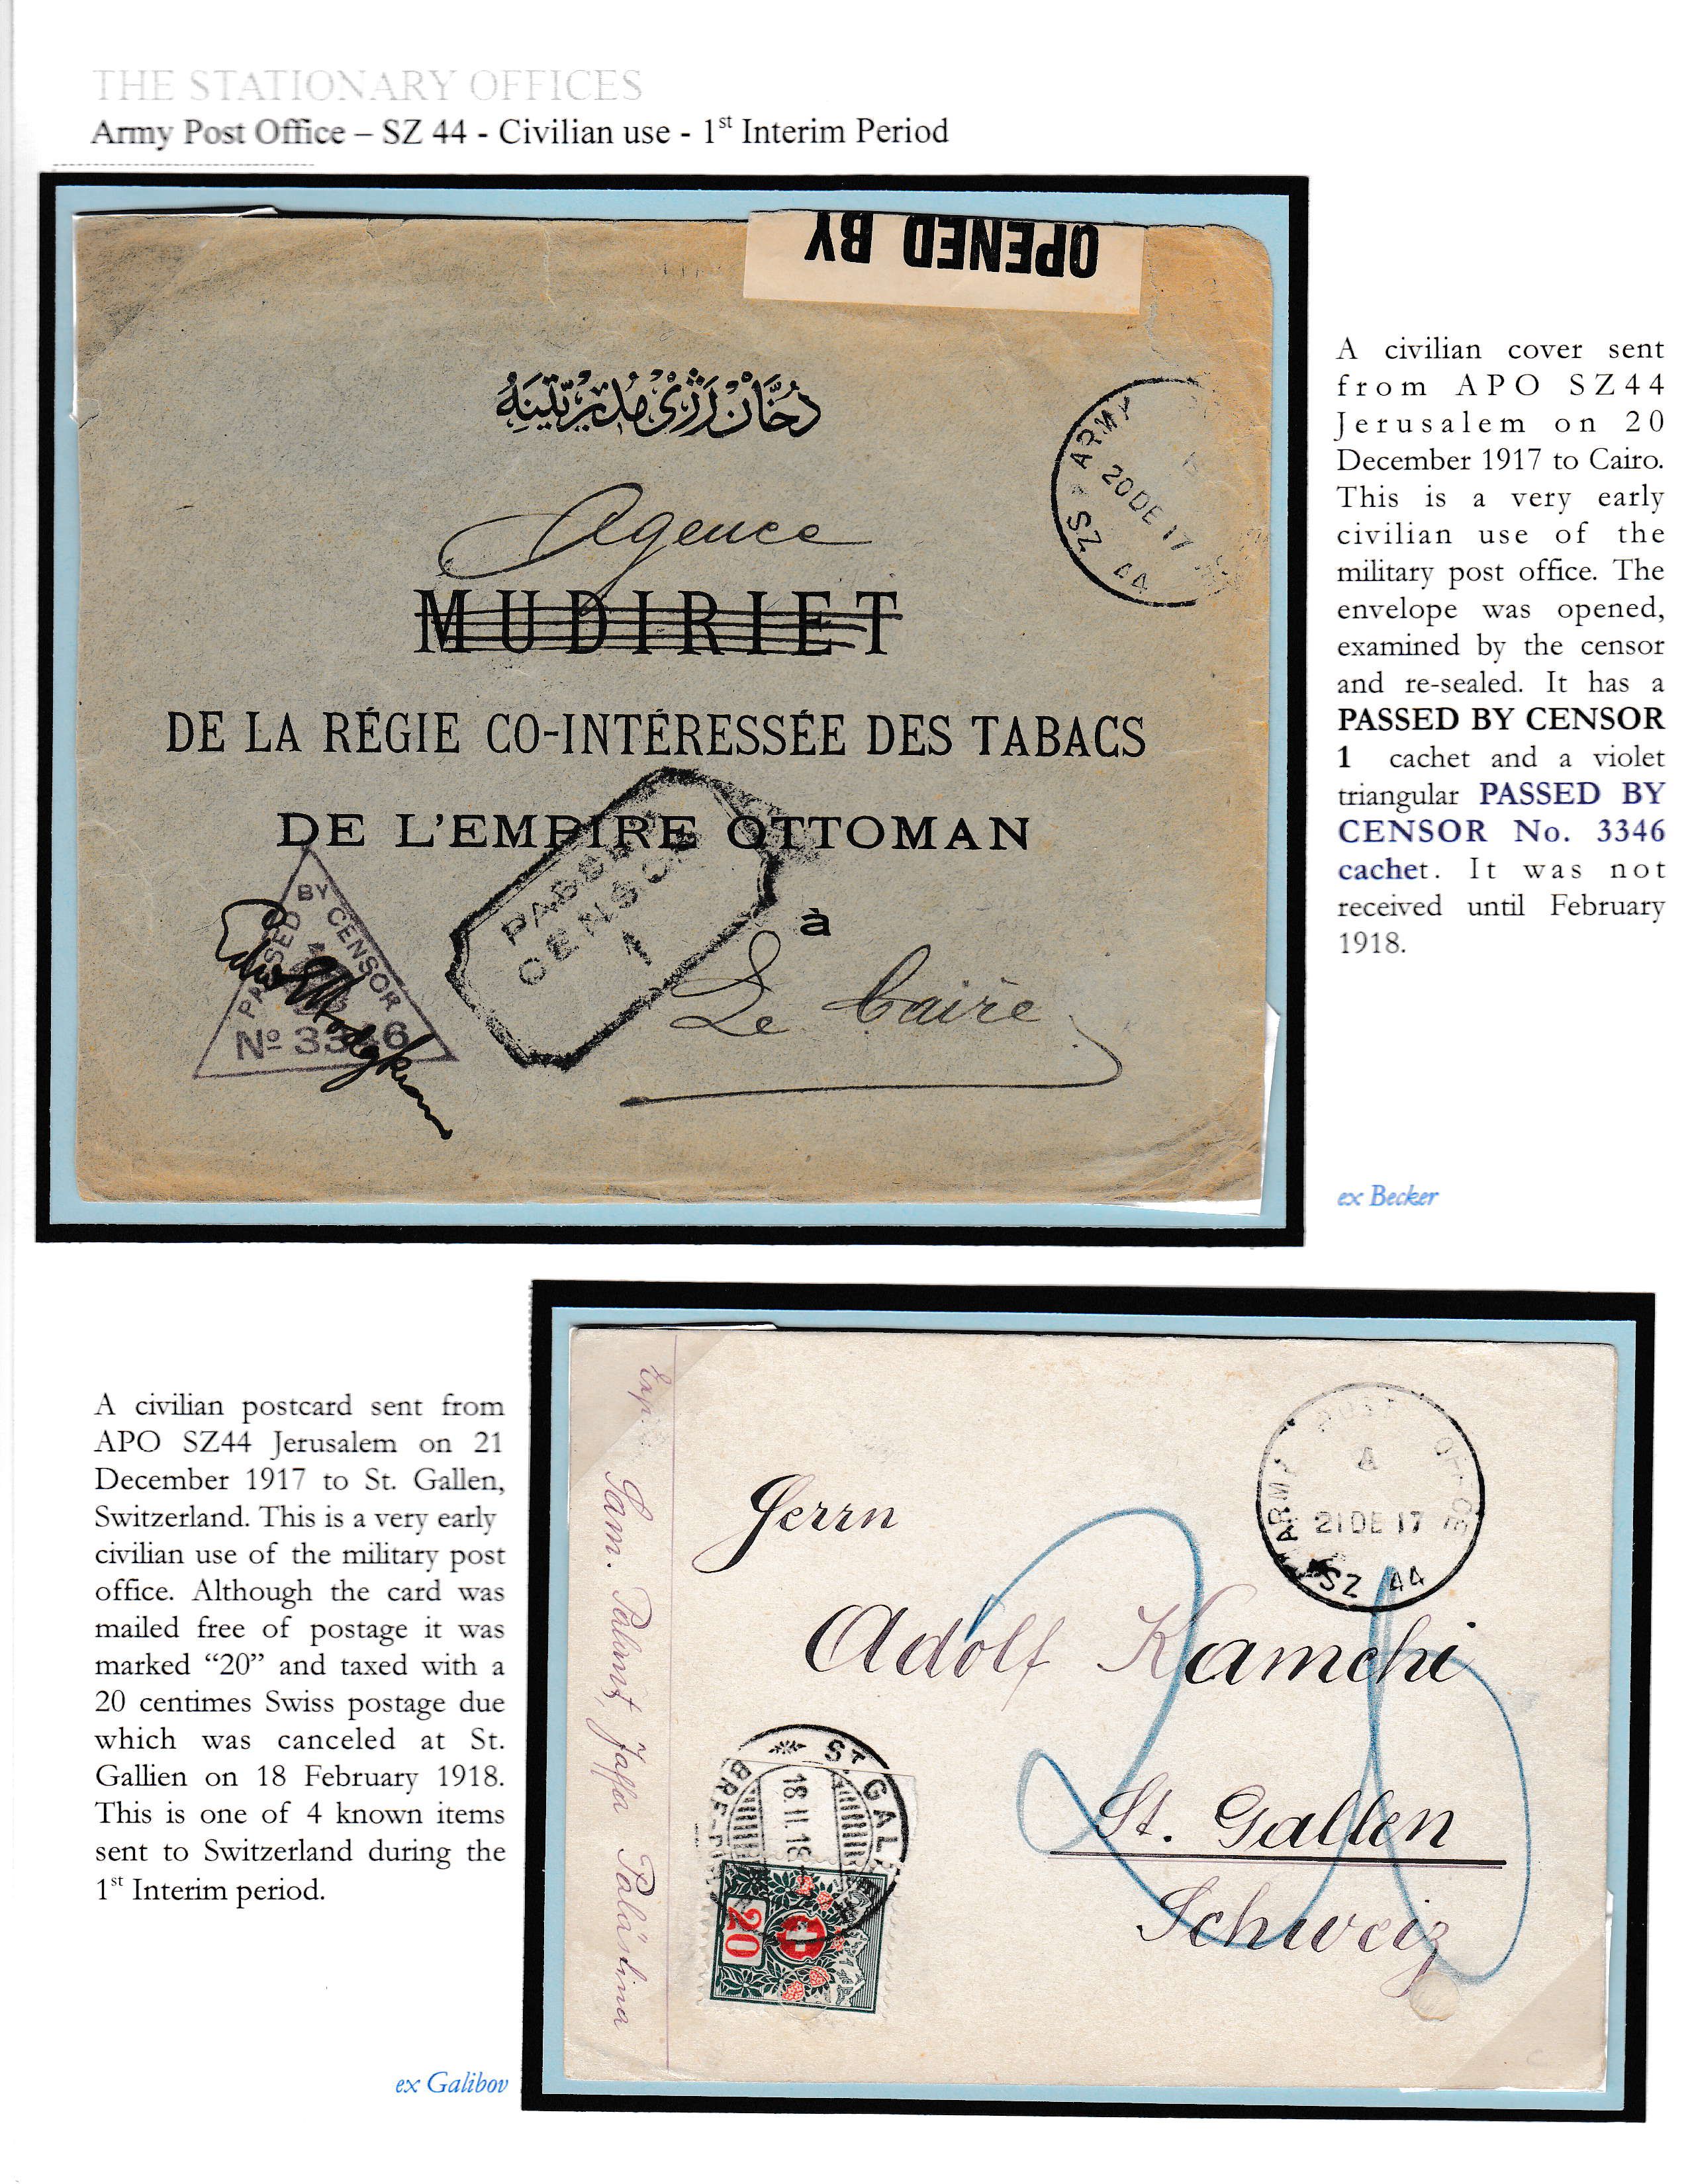 THE STATIONARY OFFICES
Army Post Office – SZ 44 - Civilian use - 1st Interim Period
OPENED BY
دخان رژی مدیریتینه
ARMY
20 DE 17
SZ 44
Agence
MUDIRIET
DE LA RÉGIE CO-INTÉRESSÉE DES TABACS
DE L'EMPIRE OTTOMAN
à
Le Caire
PASSED BY CENSOR
Nº 3346
PASSED
CENSOR
1
A civilian cover sent
from APO SZ44
Jerusalem on 20
December 1917 to Cairo.
This is a very early
civilian use of the
military post office. The
envelope was opened,
examined by the censor
and re-sealed. It has a
PASSED BY CENSOR
1 cachet and a violet
triangular PASSED BY
CENSOR No. 3346
cachet. It was not
received until February
1918.
ex Becker
A civilian postcard sent from
APO SZ44 Jerusalem on 21
December 1917 to St. Gallen,
Switzerland. This is a very early
civilian use of the military post
office. Although the card was
mailed free of postage it was
marked “20” and taxed with a
20 centimes Swiss postage due
which was canceled at St.
Gallien on 18 February 1918.
This is one of 4 known items
sent to Switzerland during the
1st Interim period.
ex Galibov
Sam. Jaffa Palästina
Herrn
Adolf Kamchi
St. Gallen
Schweiz
20
ARMY POST OFFICE
A
21 DE 17
SZ 44
ST. GALLEN
18.II.18
20